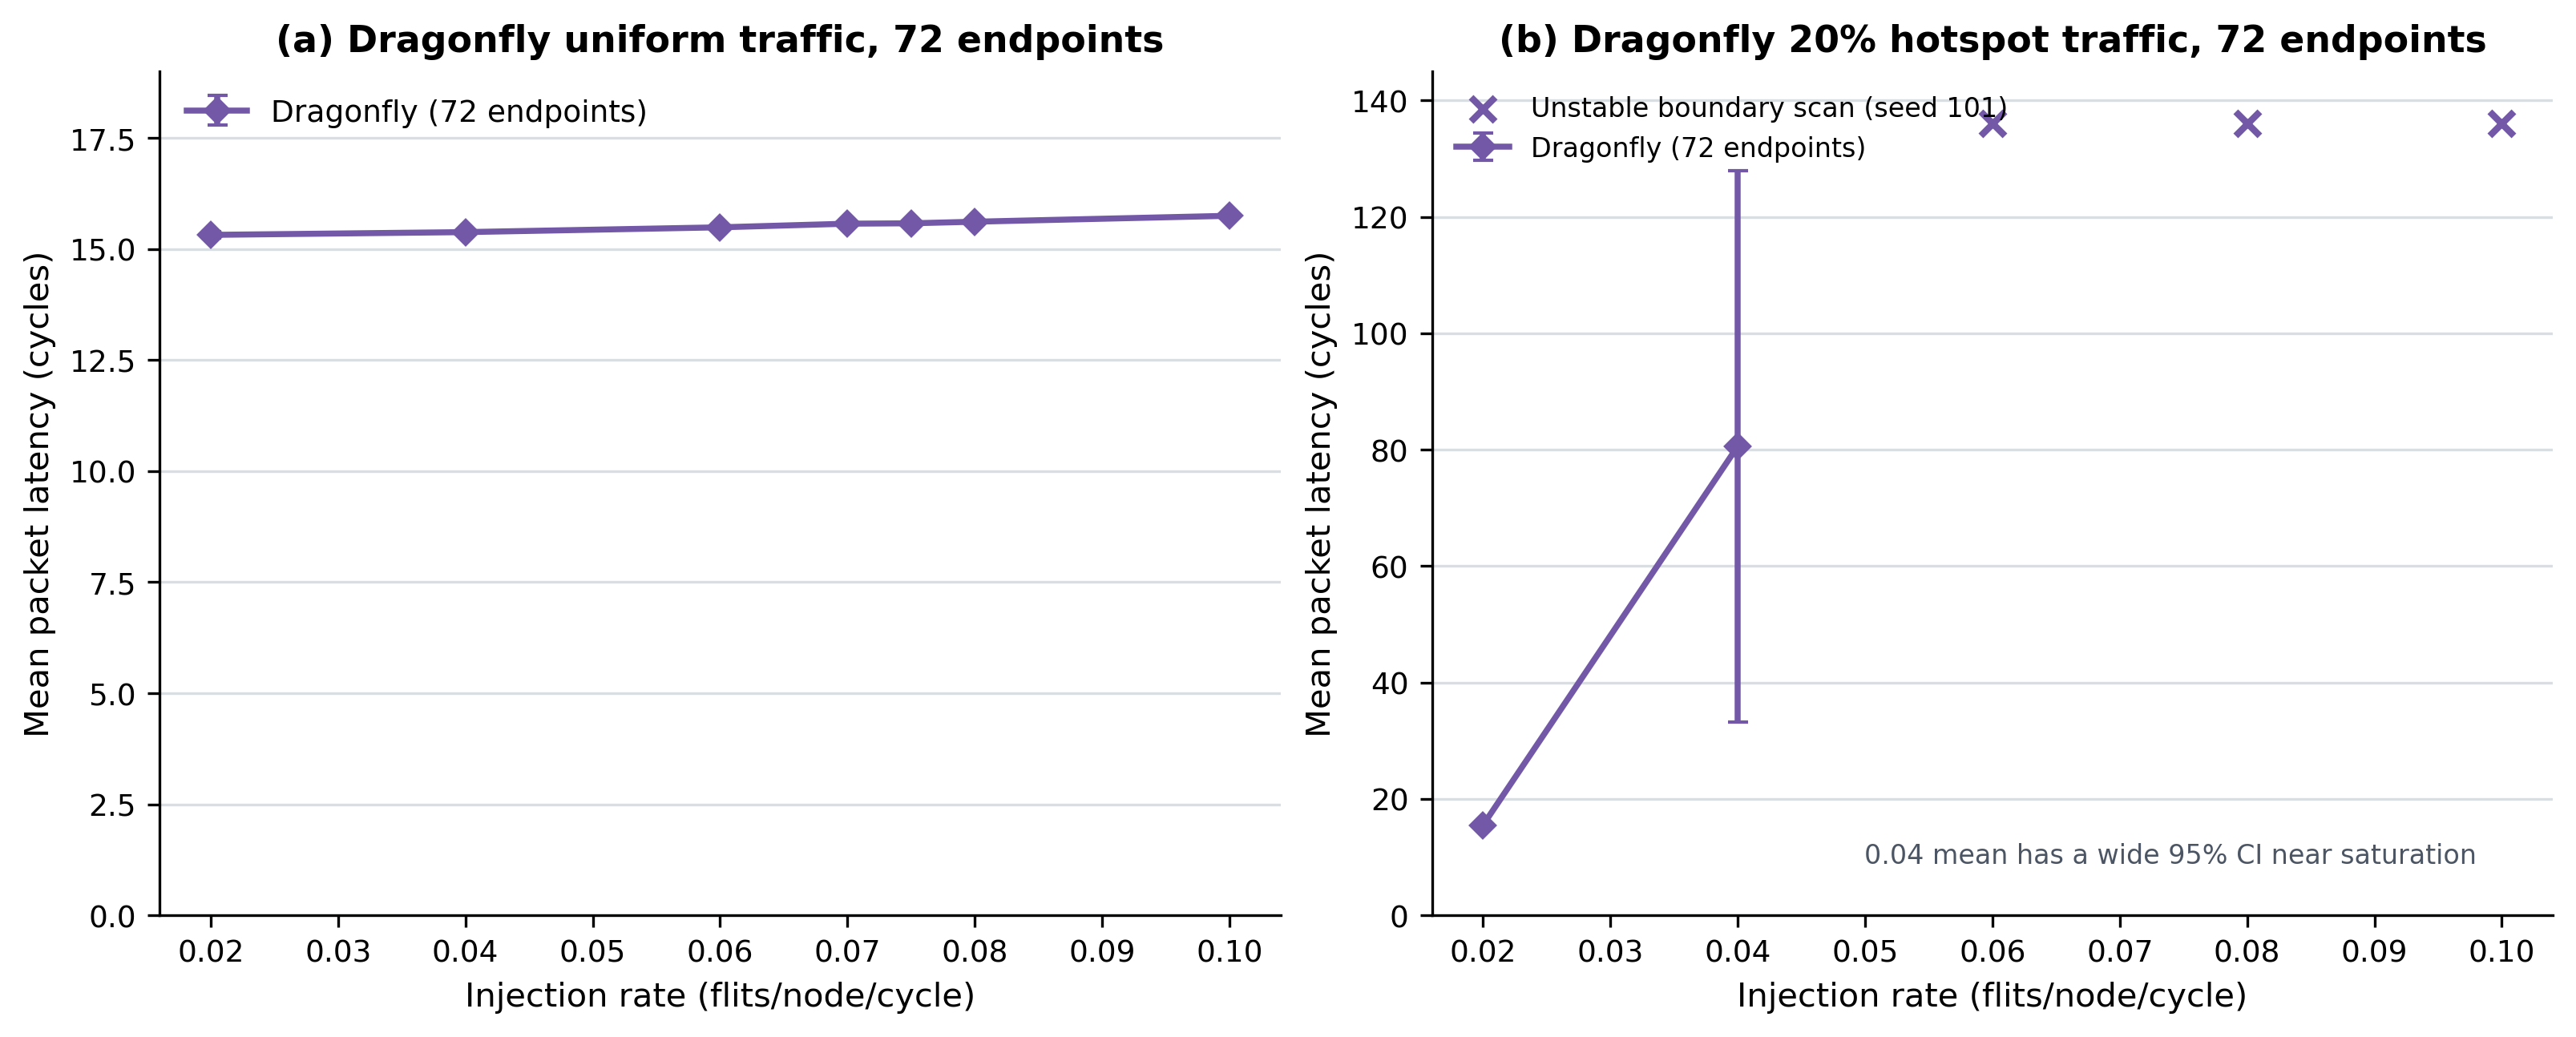 (a) Dragonfly uniform traffic, 72 endpoints
Dragonfly (72 endpoints)
Mean packet latency (cycles)
17.5
15.0
12.5
10.0
7.5
5.0
2.5
0.0
0.02 0.03 0.04 0.05 0.06 0.07 0.08 0.09 0.10
Injection rate (flits/node/cycle)
(b) Dragonfly 20% hotspot traffic, 72 endpoints
Unstable boundary scan (seed 101)
Dragonfly (72 endpoints)
Mean packet latency (cycles)
140
120
100
80
60
40
20
0
0.04 mean has a wide 95% CI near saturation
0.02 0.03 0.04 0.05 0.06 0.07 0.08 0.09 0.10
Injection rate (flits/node/cycle)